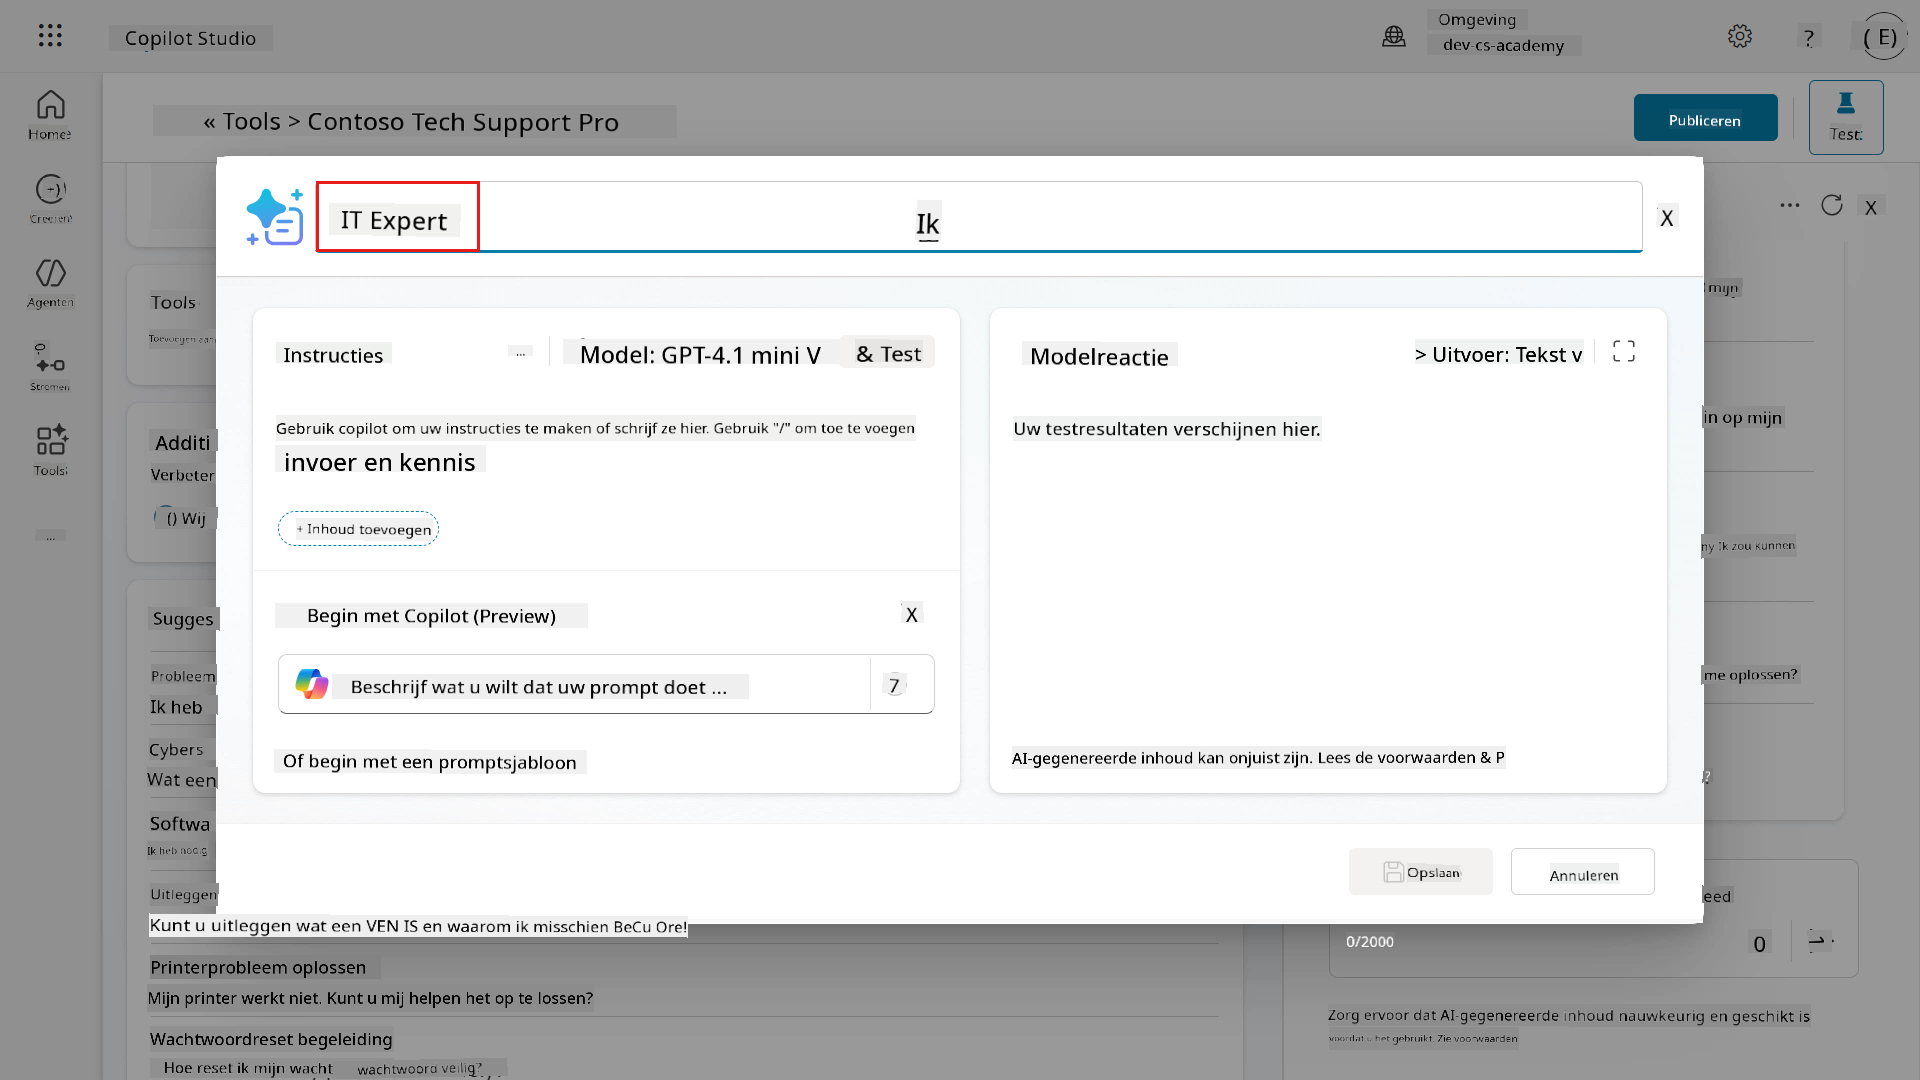 Copilot Studio
Omgeving
dev-cs-academy
?
( E)
Home
« Tools > Contoso Tech Support Pro
Publiceren
Test
Creëren
Agenten
Stromen
Tools
...
IT Expert
Ik
X
Instructies
...
Model: GPT-4.1 mini V
& Test
Gebruik copilot om uw instructies te maken of schrijf ze hier. Gebruik "/" om toe te voegen
invoer en kennis
+ Inhoud toevoegen
Begin met Copilot (Preview)
X
Beschrijf wat u wilt dat uw prompt doet ...
7
Of begin met een promptsjabloon
Modelreactie
> Uitvoer: Tekst v
Uw testresultaten verschijnen hier.
AI-gegenereerde inhoud kan onjuist zijn. Lees de voorwaarden & P
Opslaan
Annuleren
Tools
Toevoegen
Additi
Verbeter
() Wij
Sugges
Probleem
Ik heb
Cybers
Wat een
Softwa
Ik heb nodig
Uitleggen
Kunt u uitleggen wat een VEN IS en waarom ik misschien BeCu Ore!
Printerprobleem oplossen
Mijn printer werkt niet. Kunt u mij helpen het op te lossen?
Wachtwoordreset begeleiding
Hoe reset ik mijn wacht wachtwoord veilig?
X
mijn
in op mijn
ny Ik zou kunnen
me oplossen?
?
eed
0/2000
0
Zorg ervoor dat AI-gegenereerde inhoud nauwkeurig en geschikt is
voordat u het gebruikt. Zie voorwaarden